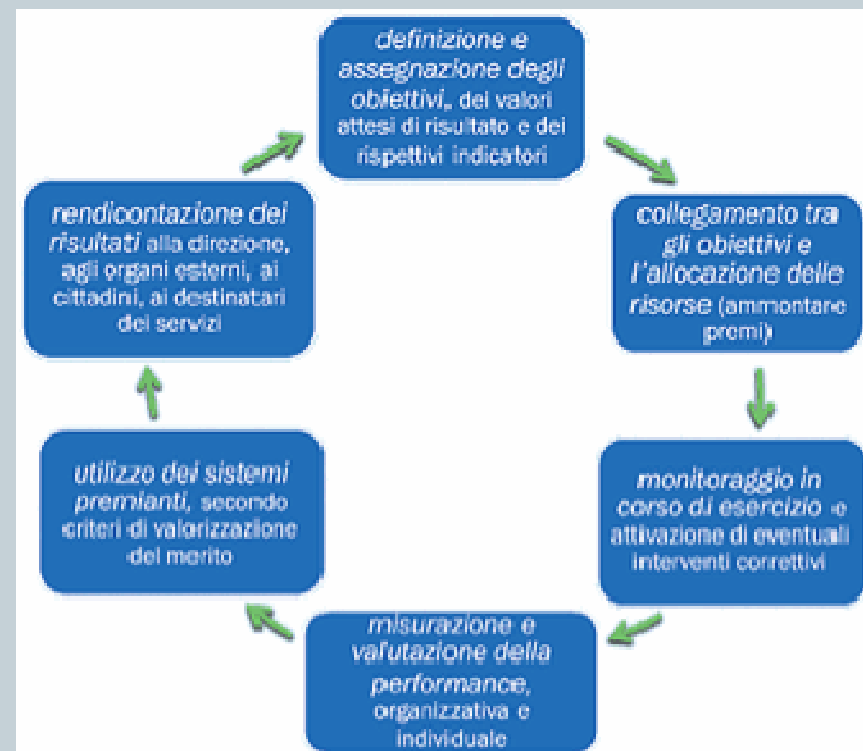 definizione e
assegnazione degli
obiettivi, dei valori
attesi di risultato e dei
rispettivi indicatori
collegamento tra
gli obiettivi e
l'allocazione delle
risorse (ammontare
premi)
monitoraggio in
corso di esercizio e
attivazione di eventuali
interventi correttivi
misurazione e
valutazione della
performance,
organizzativa e
individuale
utilizzo dei sistemi
premianti, secondo
criteri di valorizzazione
del merito
rendicontazione dei
risultati alla direzione,
agli organi esterni, ai
cittadini, ai destinatari
dei servizi